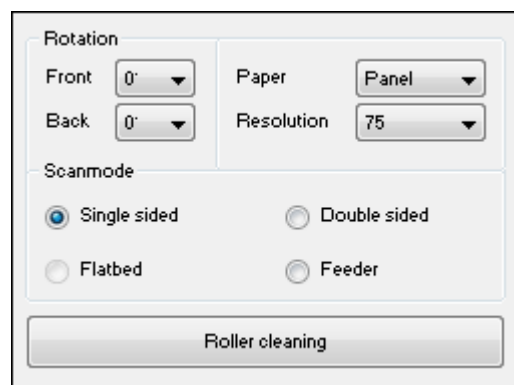 Rotation
Front 0° Paper Panel
Back 0° Resolution 75
Scanmode
Single sided Double sided
Flatbed Feeder
Roller cleaning